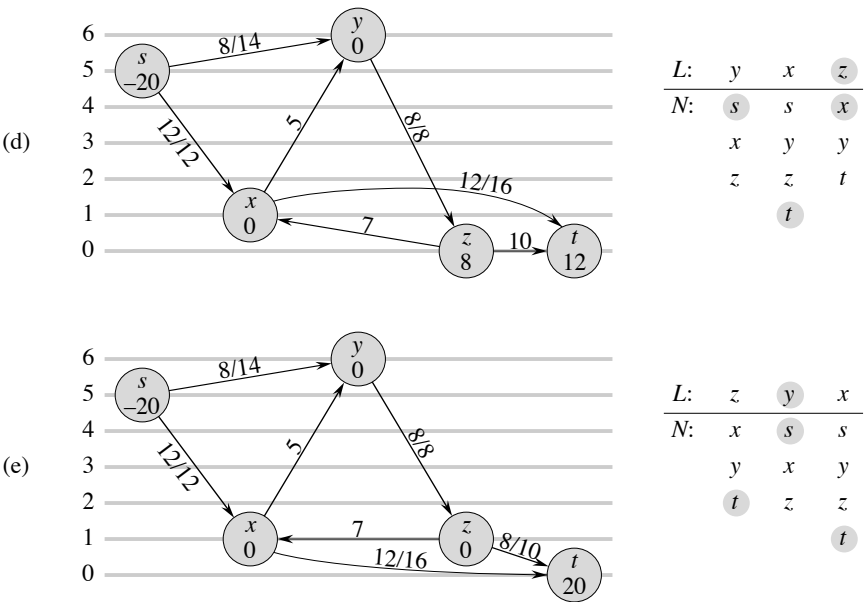 (d)
6
5
4
3
2
1
0
s
–20
8/14
y
0
12/12
5
8/8
x
0
12/16
7
z
8
10
t
12
L: y x z
N: s s x
x y y
z z t
t
(e)
6
5
4
3
2
1
0
s
–20
8/14
y
0
12/12
5
8/8
x
0
7
12/16
z
0
8/10
t
20
L: z y x
N: x s s
y x y
t z z
t